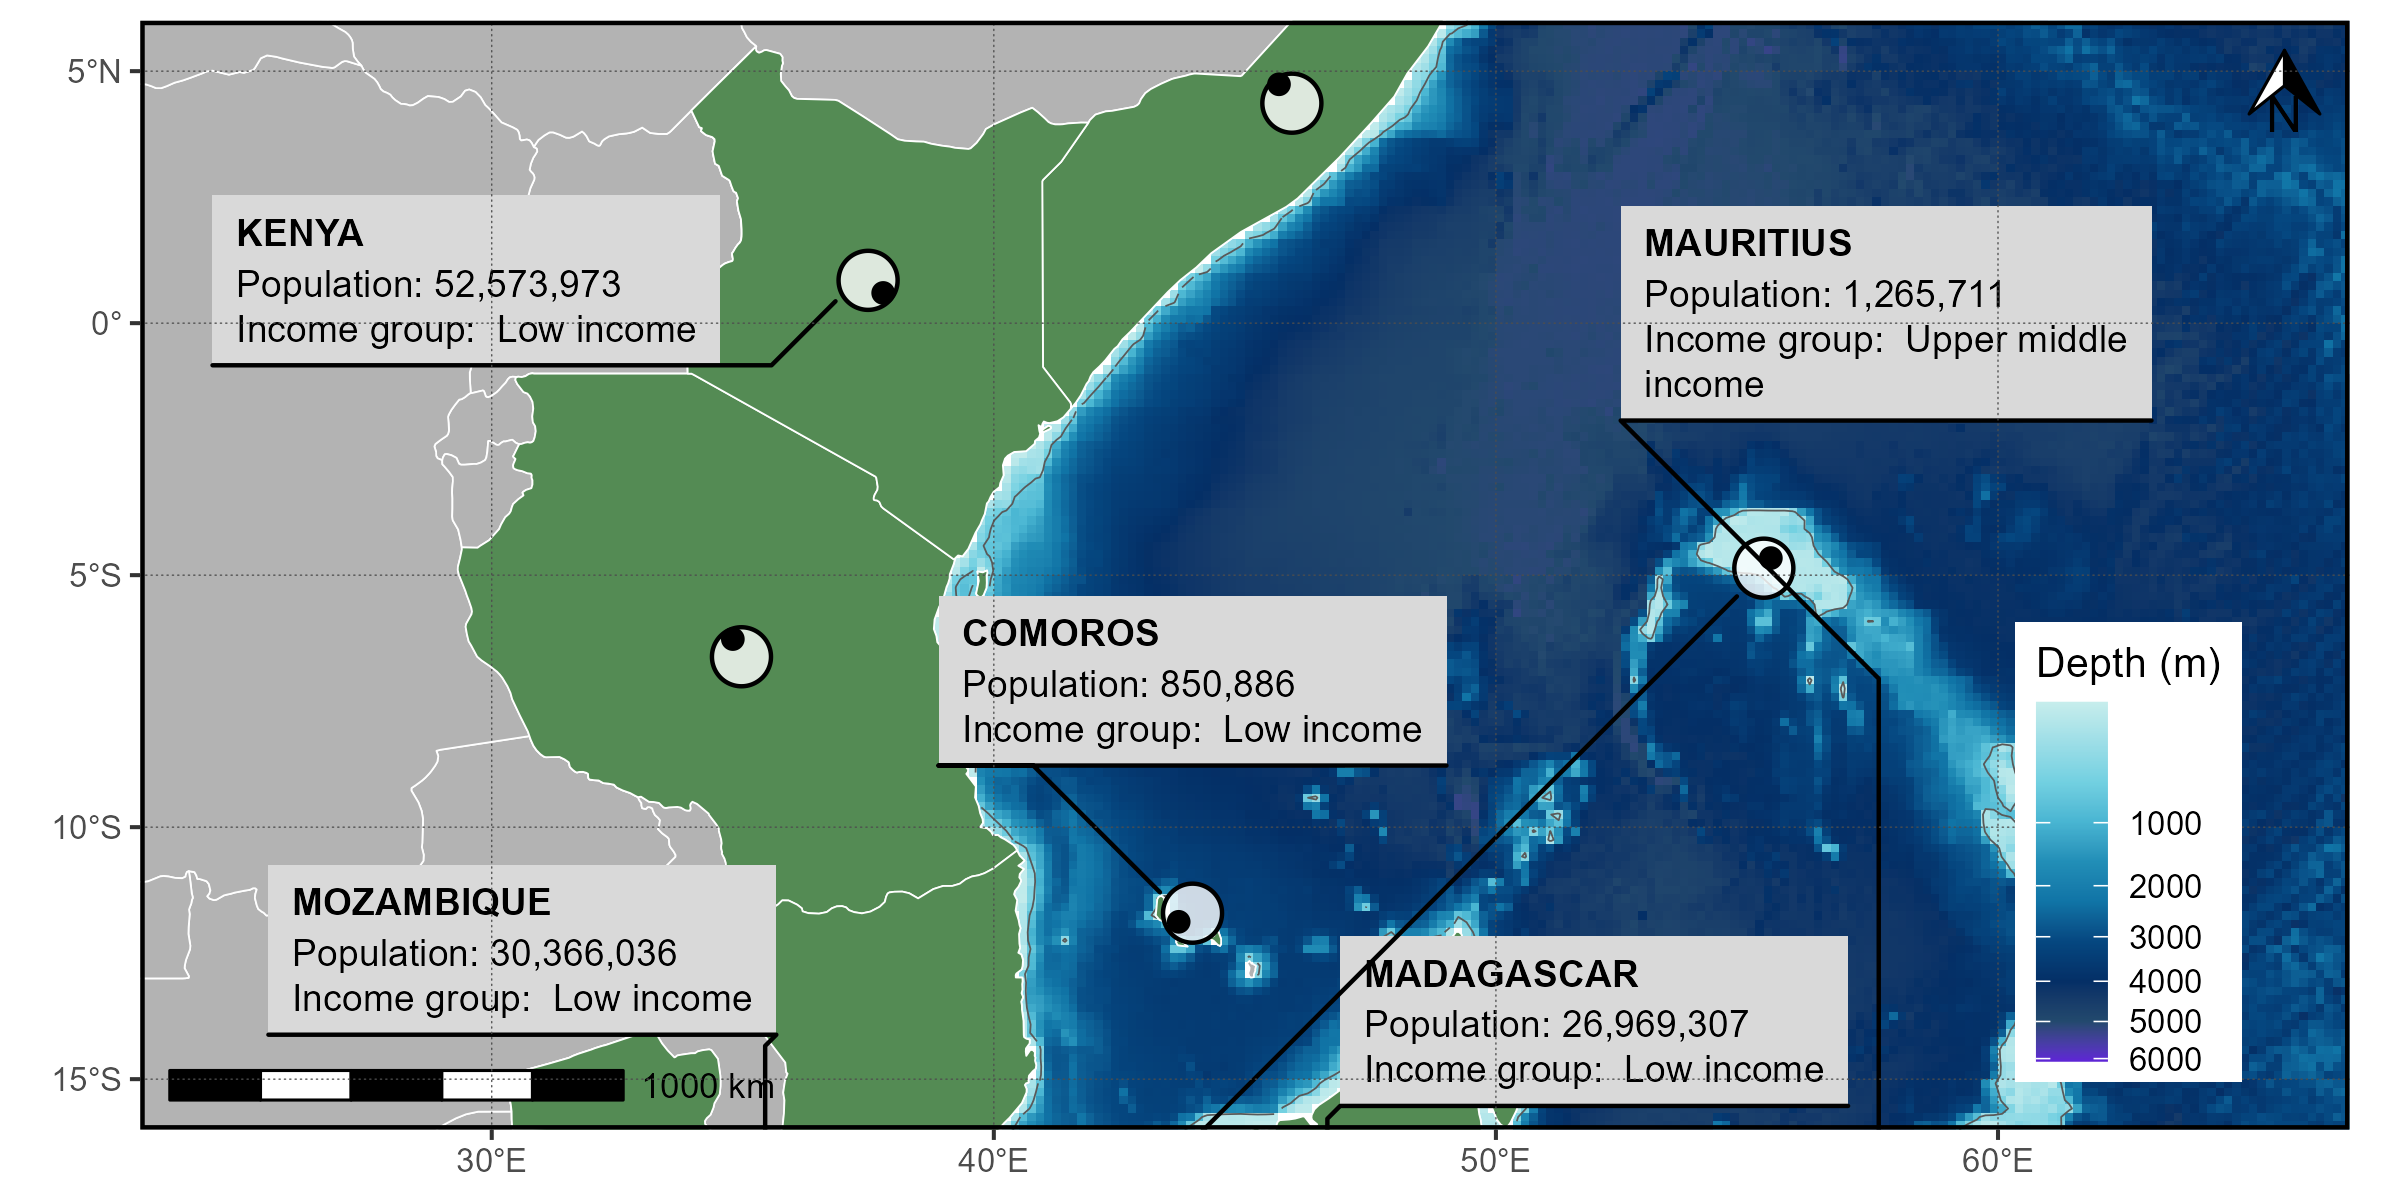 5°N
0°
5°S
10°S
15°S
N
KENYA
Population: 52,573,973
Income group:  Low income
MAURITIUS
Population: 1,265,711
Income group:  Upper middle
income
COMOROS
Population: 850,886
Income group:  Low income
Depth (m)
1000
2000
3000
4000
5000
6000
MOZAMBIQUE
Population: 30,366,036
Income group:  Low income
MADAGASCAR
Population: 26,969,307
Income group:  Low income
1000 km
30°E
40°E
50°E
60°E